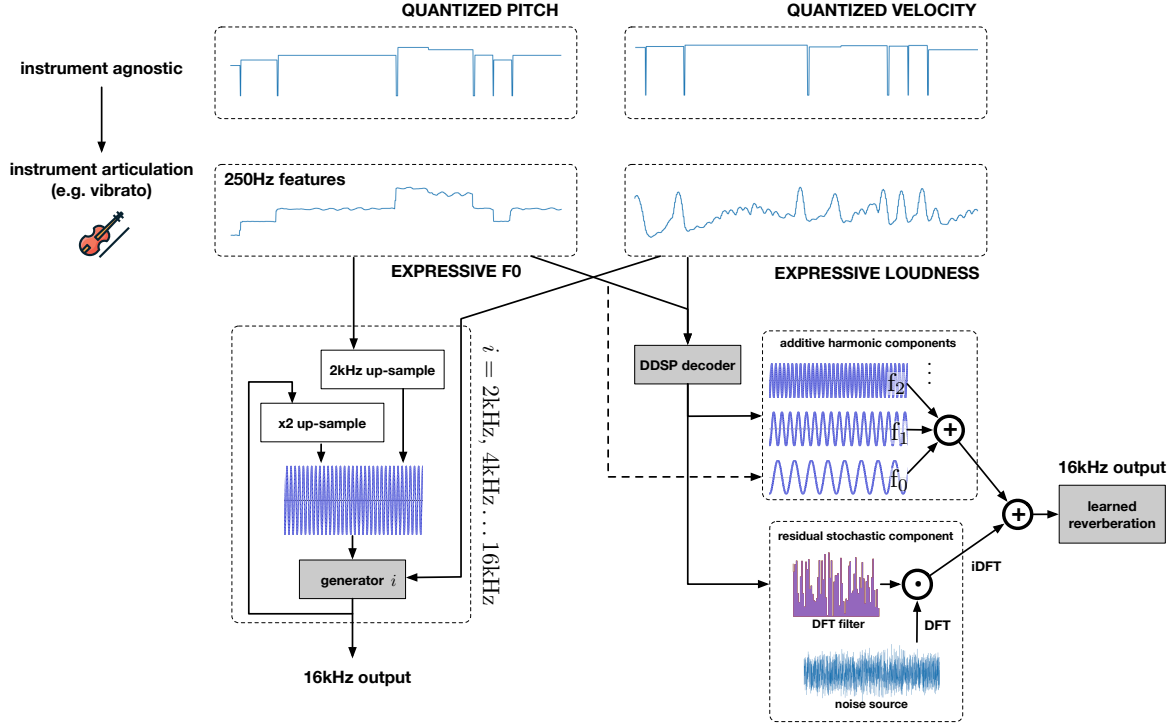 QUANTIZED PITCH
QUANTIZED VELOCITY
instrument agnostic
instrument articulation
(e.g. vibrato)
250Hz features
EXPRESSIVE F0
EXPRESSIVE LOUDNESS
2kHz up-sample
x2 up-sample
generator i
i = 2kHz, 4kHz... 16kHz
16kHz output
DDSP decoder
additive harmonic components
f2
f1
f0
+
+
16kHz output
learned
reverberation
residual stochastic component
iDFT
DFT filter
DFT
noise source